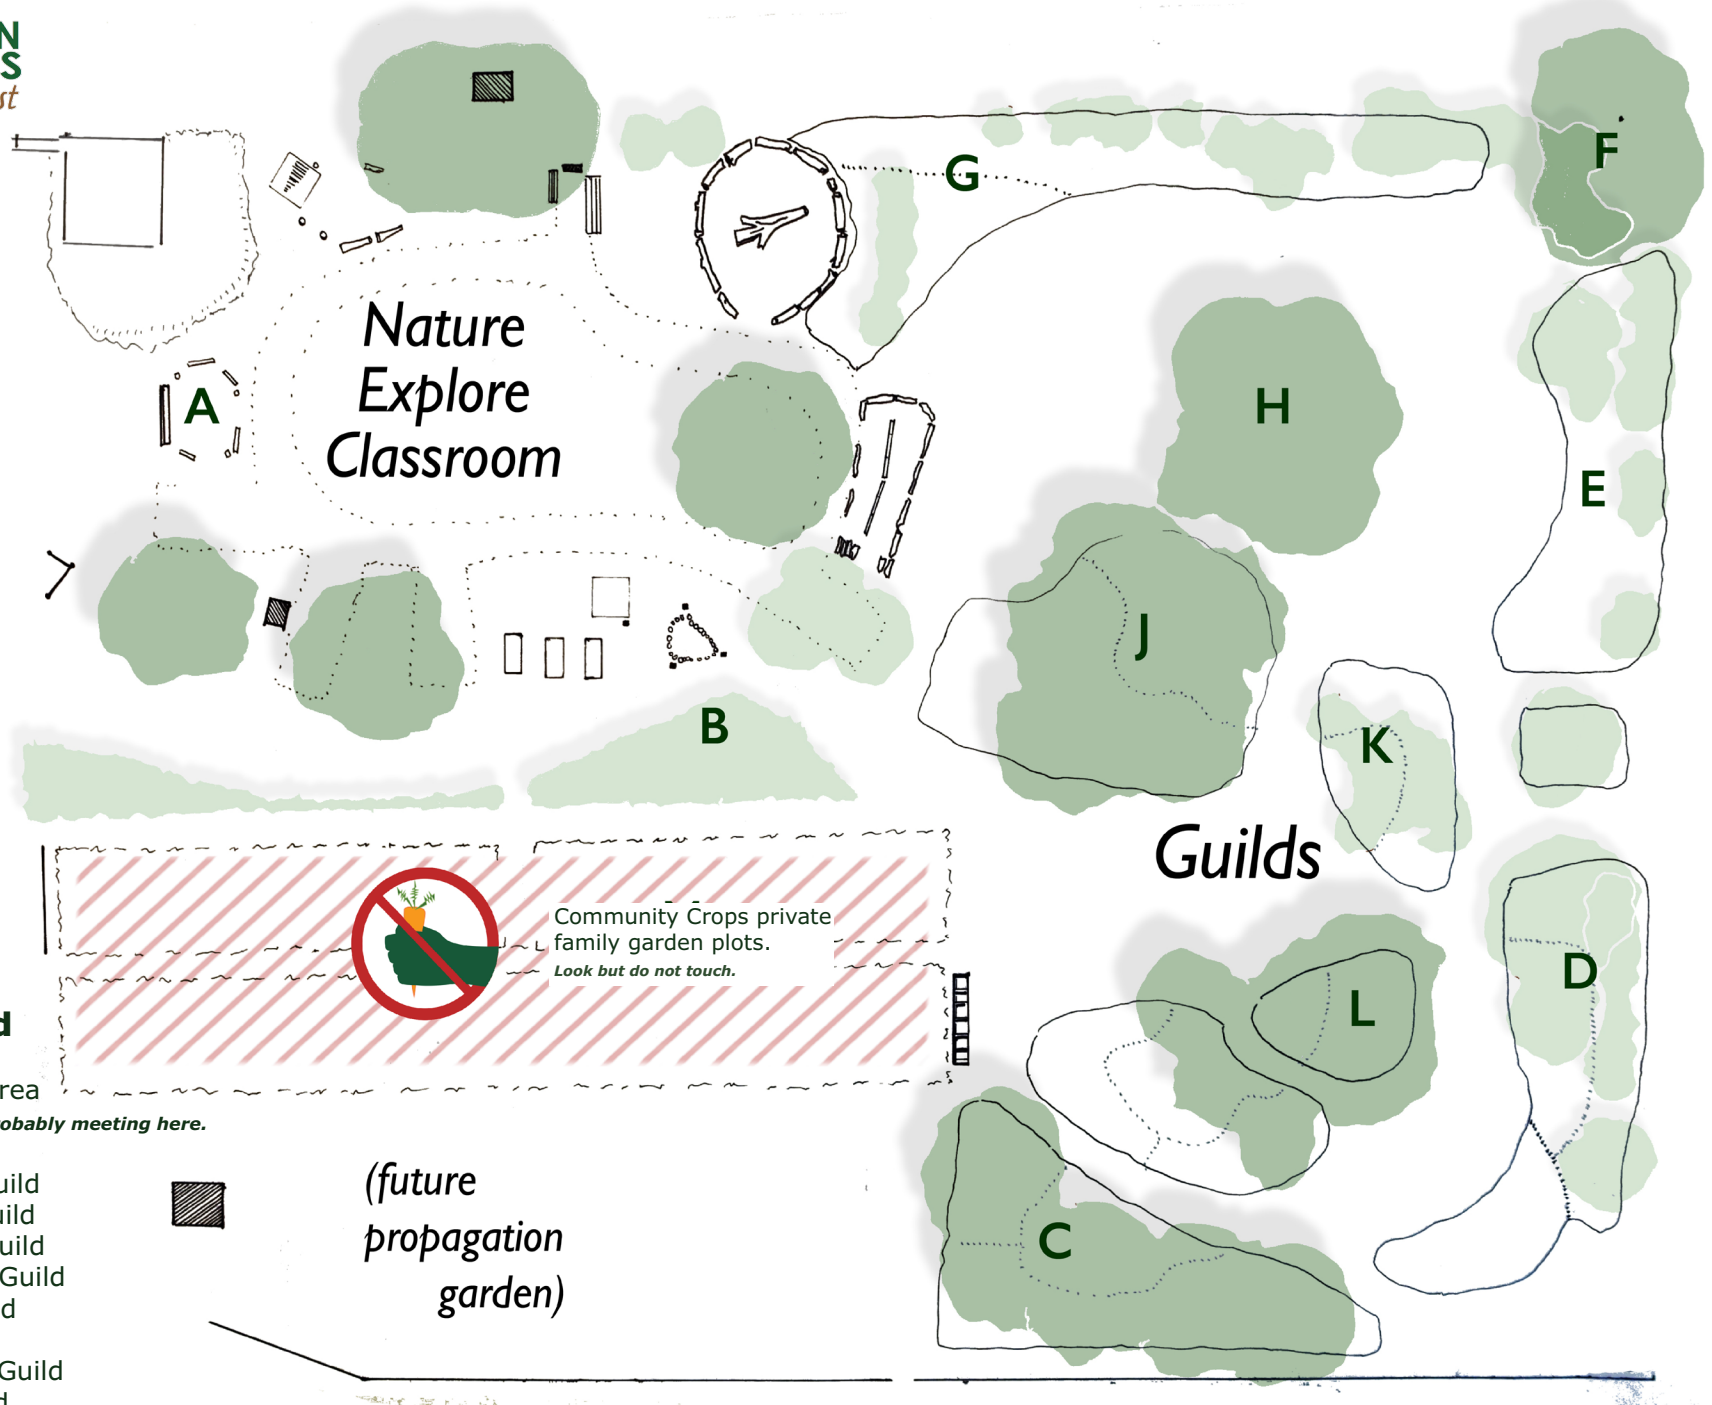 N
S
st
F
G
Nature
Explore
Classroom
A
H
E
J
B
K
Guilds
Community Crops private
family garden plots.
Look but do not touch.
D
L
d
rea
obably meeting here.
(future
propagation
garden)
uild
uild
uild
Guild
d
C
Guild